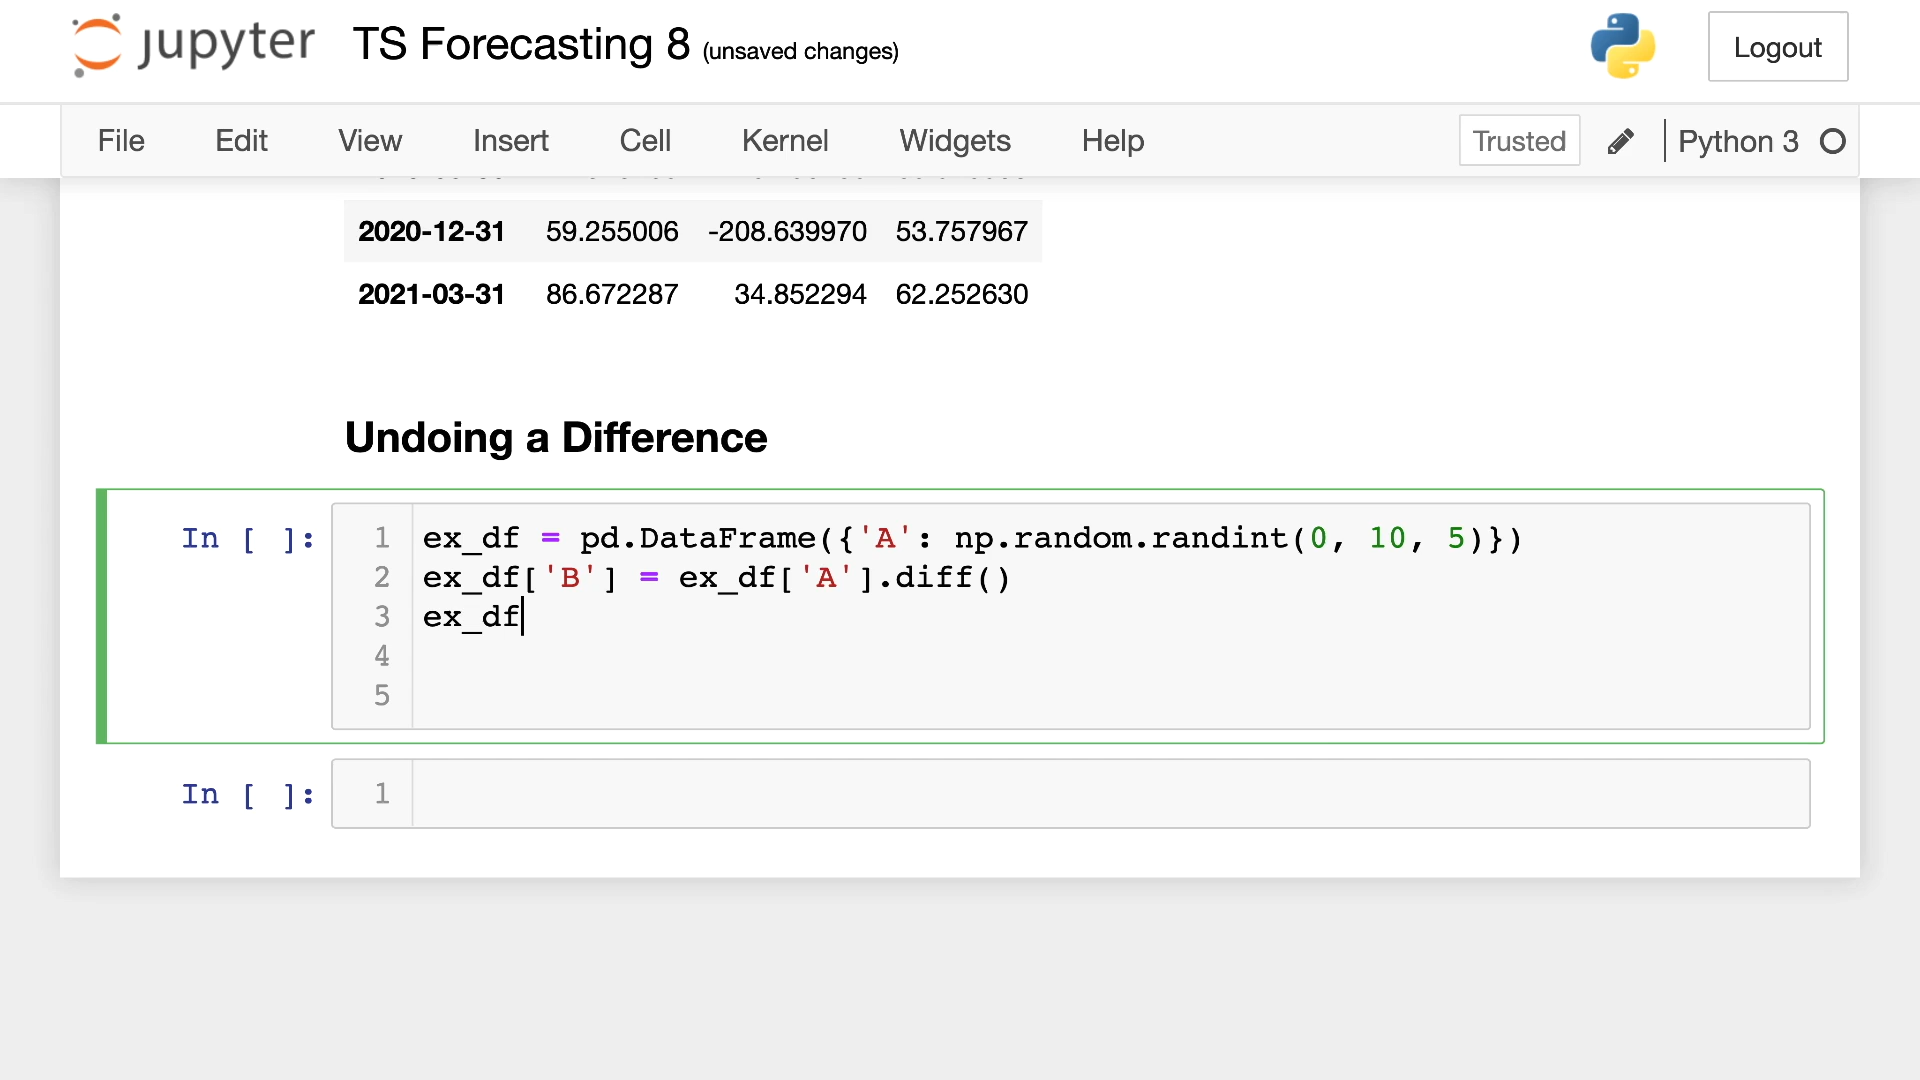 jupyter TS Forecasting 8 (unsaved changes) Logout
File Edit View Insert Cell Kernel Widgets Help Trusted Python 3
2020-12-31 59.255006 -208.639970 53.757967
2021-03-31 86.672287 34.852294 62.252630
Undoing a Difference
In [ ]: 1 ex_df = pd.DataFrame({'A': np.random.randint(0, 10, 5)})
2 ex_df['B'] = ex_df['A'].diff()
3 ex_df
4
5
In [ ]: 1